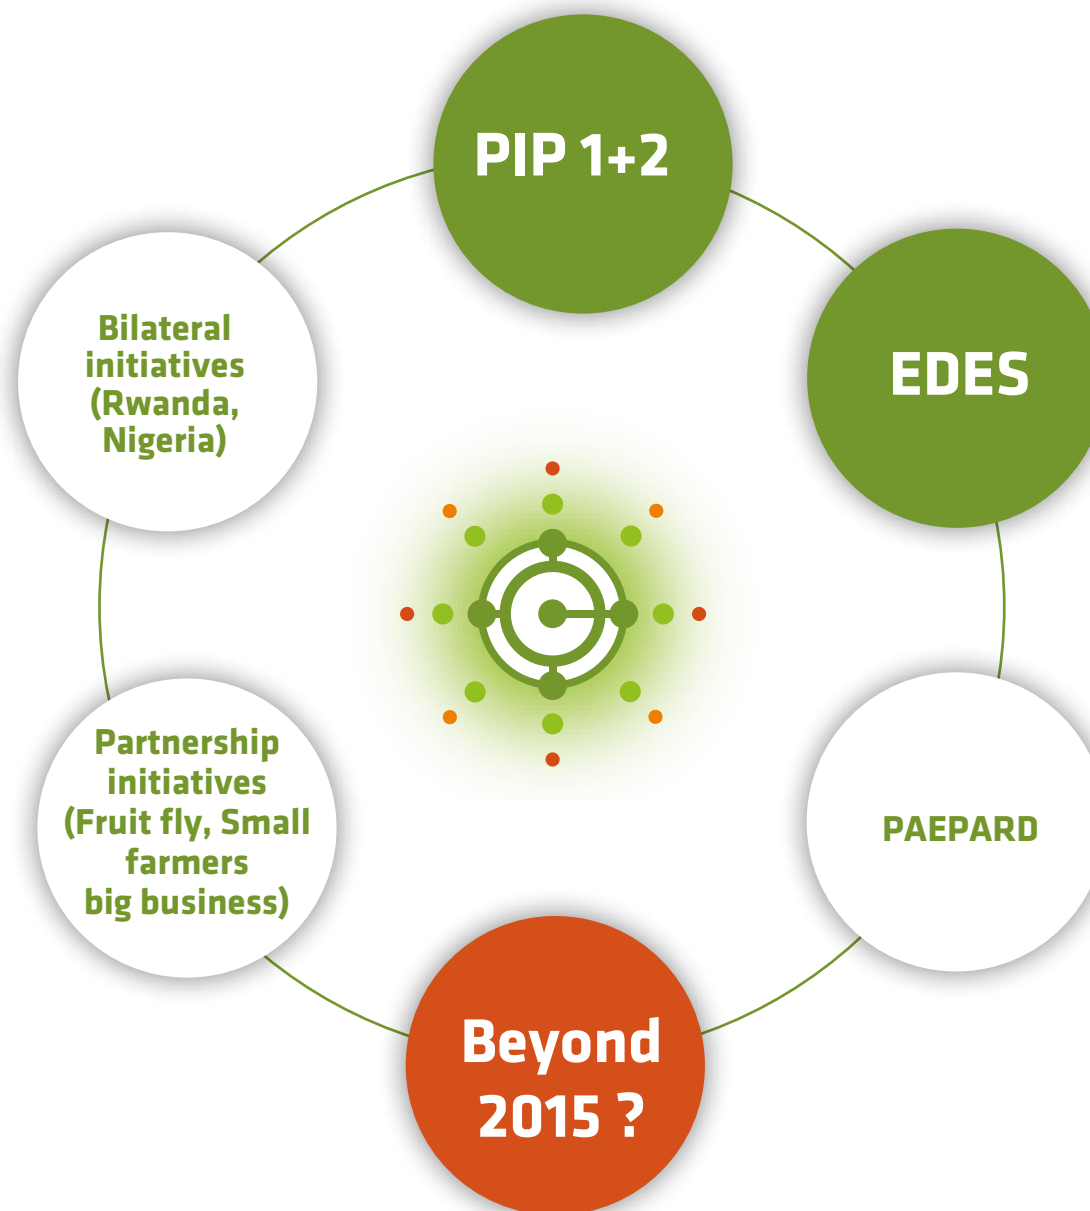 PIP 1+2
EDES
Bilateral
initiatives
(Rwanda,
Nigeria)
Partnership
initiatives
(Fruit fly, Small
farmers
big business)
PAEPARD
Beyond
2015 ?